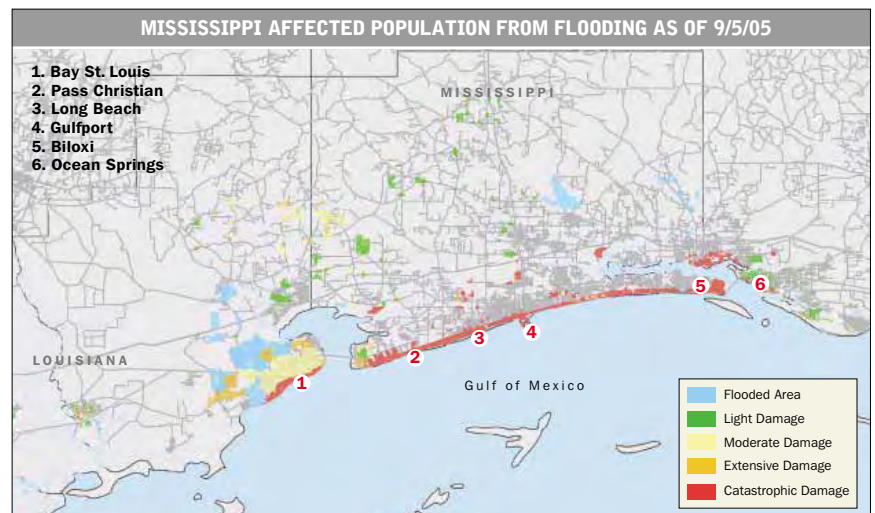 MISSISSIPPI AFFECTED POPULATION FROM FLOODING AS OF 9/5/05
1. Bay St. Louis
2. Pass Christian
3. Long Beach
4. Gulfport
5. Biloxi
6. Ocean Springs
MISSISSIPPI
LOUISIANA
Gulf of Mexico
1
2
3
4
5
6
Flooded Area
Light Damage
Moderate Damage
Extensive Damage
Catastrophic Damage